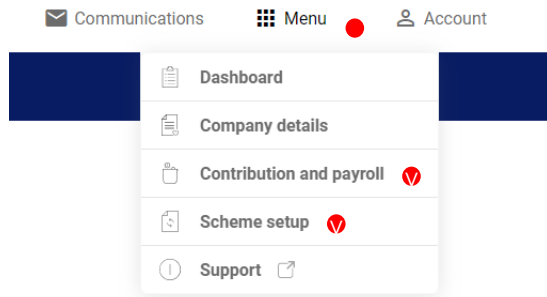 Communications Menu Account
Dashboard
Company details
Contribution and payroll V
Scheme setup V
Support